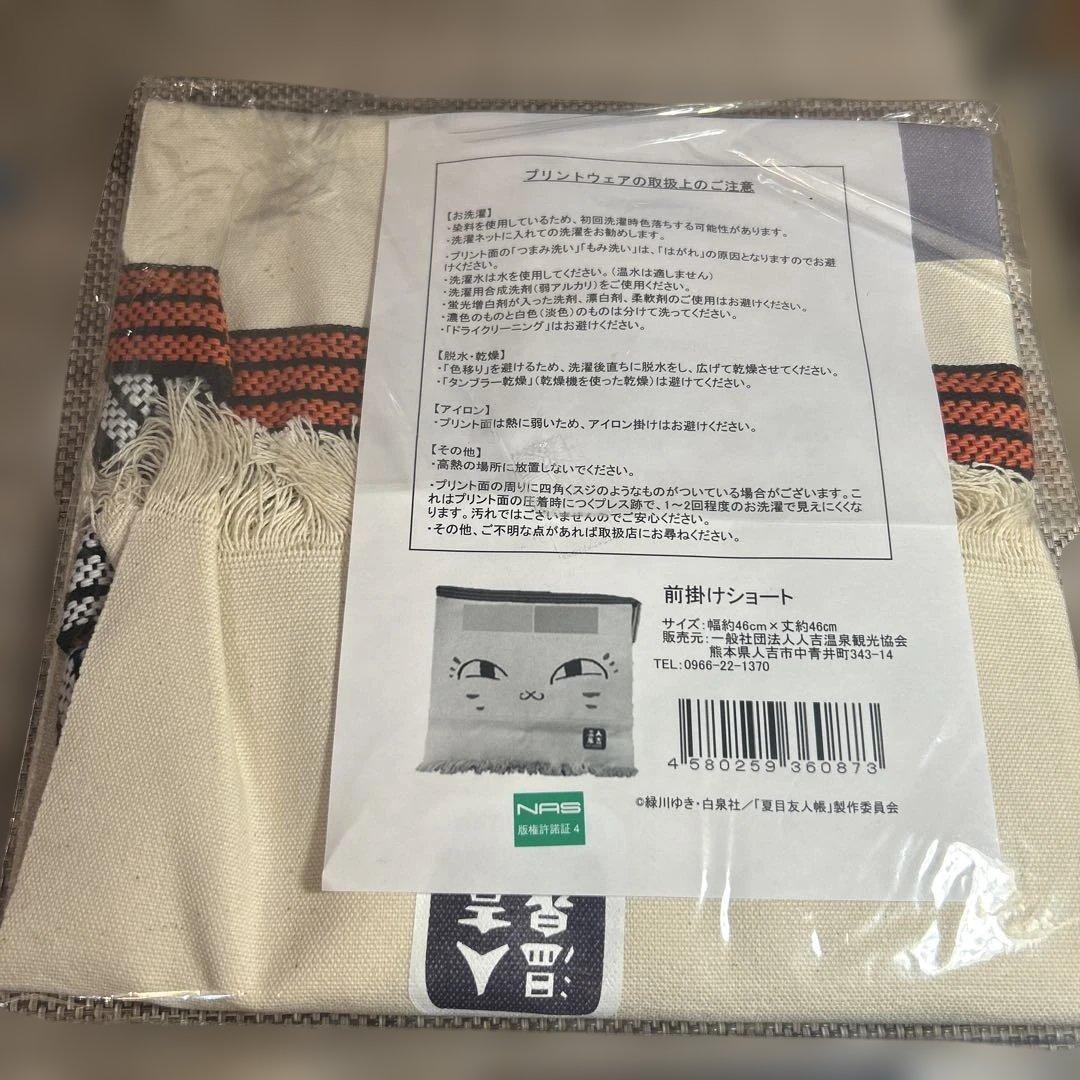 プリントウェアの取扱上のご注意
【お洗濯】
・染料を使用しているため、初回洗濯時色落ちする可能性があります。
・洗濯ネットに入れての洗濯をお勧めします。
・プリント面の「つまみ洗い」「もみ洗い」は、「はがれ」の原因となりますのでお避
けください。
・洗濯水は水を使用してください。(温水は適しません)
・洗濯用合成洗剤(弱アルカリ)をご使用ください。
・蛍光増白剤が入った洗剤、漂白剤、柔軟剤のご使用はお避けください。
・濃色のものと白色(淡色)のものは分けて洗ってください。
・「ドライクリーニング」はお避けください。
【脱水・乾燥】
・「色移り」を避けるため、洗濯後直ちに脱水をし、広げて乾燥させてください。
・「タンブラー乾燥」(乾燥機を使った乾燥)は避けてください。
【アイロン】
・プリント面は熱に弱いため、アイロン掛けはお避けください。
【その他】
・高熱の場所に放置しないでください。
・プリント面の周りに四角くスジのようなものがついている場合がございます。こ
れはプリント面の圧着時につくプレス跡で、1～2回程度のお洗濯で見えにくくな
ります。汚れではございませんのでご安心ください。
・その他、ご不明な点があれば取扱店にお尋ねください。
前掛けショート
サイズ:幅約46cm×丈約46cm
販売元:一般社団法人人吉温泉観光協会
熊本県人吉市中青井町343-14
TEL:0966-22-1370
4 580259 360873
©緑川ゆき・白泉社／「夏目友人帳」製作委員会
NAS
版権許諾証 4
人吉
温泉